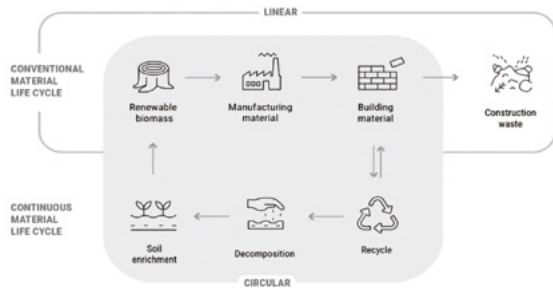 LINEAR
CONVENTIONAL
MATERIAL
LIFE CYCLE
Renewable
biomass
Manufacturing
material
Building
material
Construction
waste
CONTINUOUS
MATERIAL
LIFE CYCLE
Soil
enrichment
Decomposition
Recycle
CIRCULAR